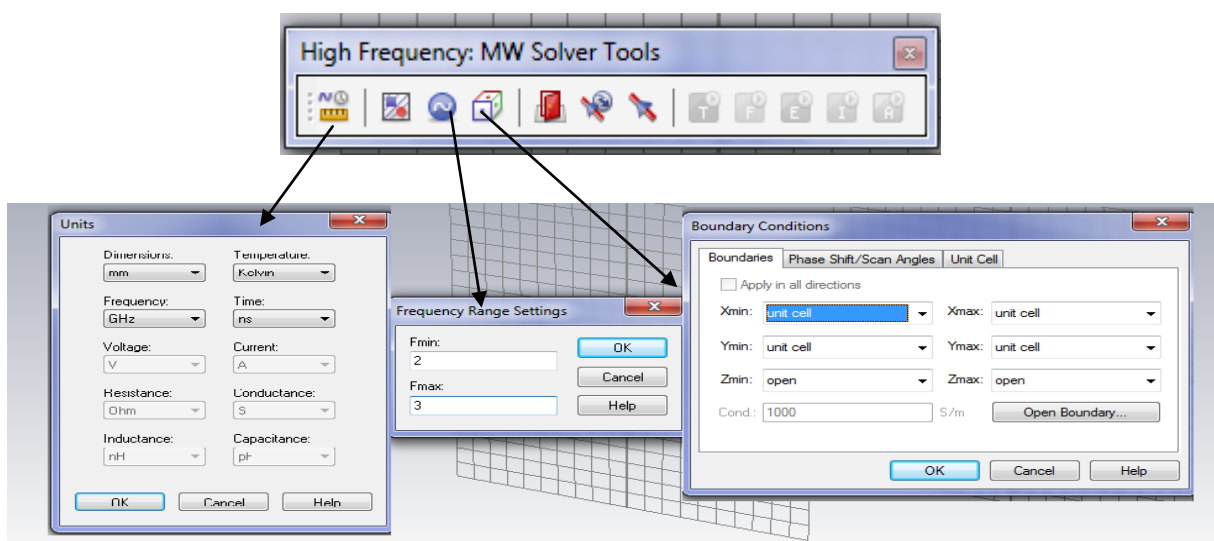 High Frequency: MW Solver Tools
T F E I A
Units
Dimensions: Temperature:
mm Kelvin
Frequency: Time:
GHz ns
Voltage: Current:
V A
Resistance: Conductance:
Ohm S
Inductance: Capacitance:
nH pF
OK Cancel Help
Frequency Range Settings
Fmin:
2
Fmax:
3
OK
Cancel
Help
Boundary Conditions
Boundaries Phase Shift/Scan Angles Unit Cell
Apply in all directions
Xmin: unit cell Xmax: unit cell
Ymin: unit cell Ymax: unit cell
Zmin: open Zmax: open
Cond.: 1000 S/m Open Boundary...
OK Cancel Help